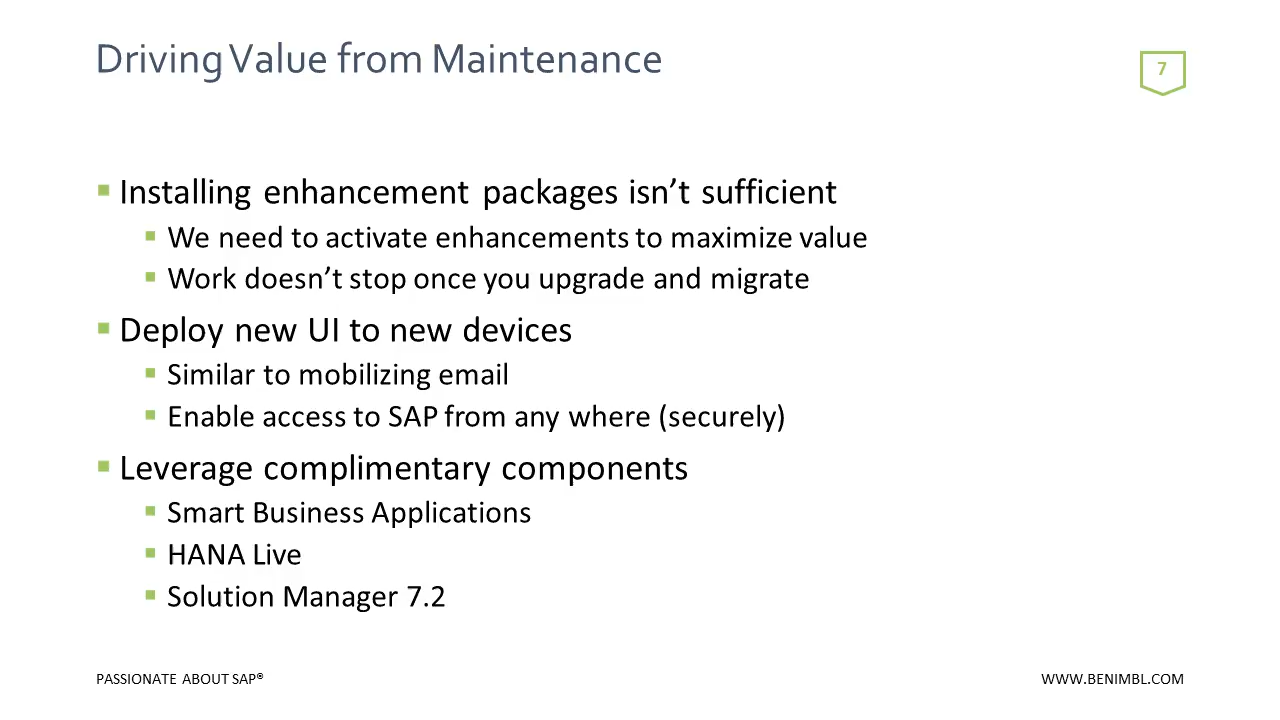 Driving Value from Maintenance
7
Installing enhancement packages isn’t sufficient
We need to activate enhancements to maximize value
Work doesn’t stop once you upgrade and migrate
Deploy new UI to new devices
Similar to mobilizing email
Enable access to SAP from any where (securely)
Leverage complimentary components
Smart Business Applications
HANA Live
Solution Manager 7.2
PASSIONATE ABOUT SAP®
WWW.BENIMBL.COM